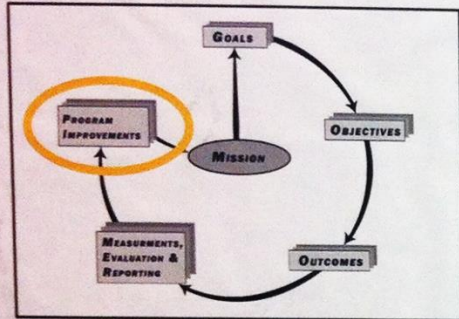 GOALS
PROGRAM
IMPROVEMENTS
OBJECTIVES
MISSION
MEASURMENTS,
EVALUATION &
REPORTING
OUTCOMES